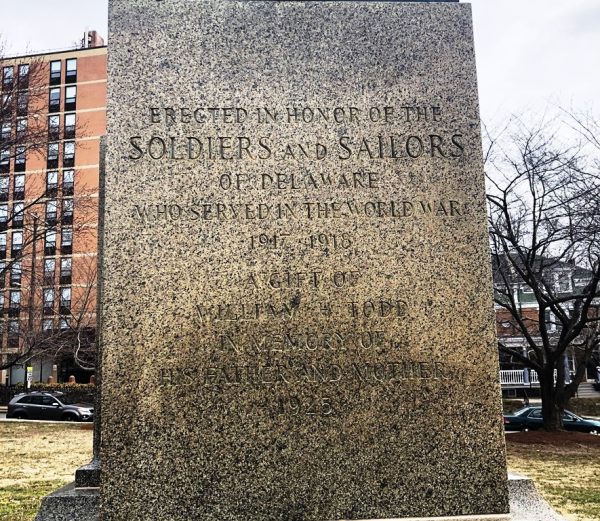 ERECTED IN HONOR OF THE
SOLDIERS AND SAILORS
OF DELAWARE
WHO SERVED IN THE WORLD WAR
1917 1918
A GIFT OF
WILLIAM H TODD
IN MEMORY OF
HIS FATHER AND MOTHER
1925